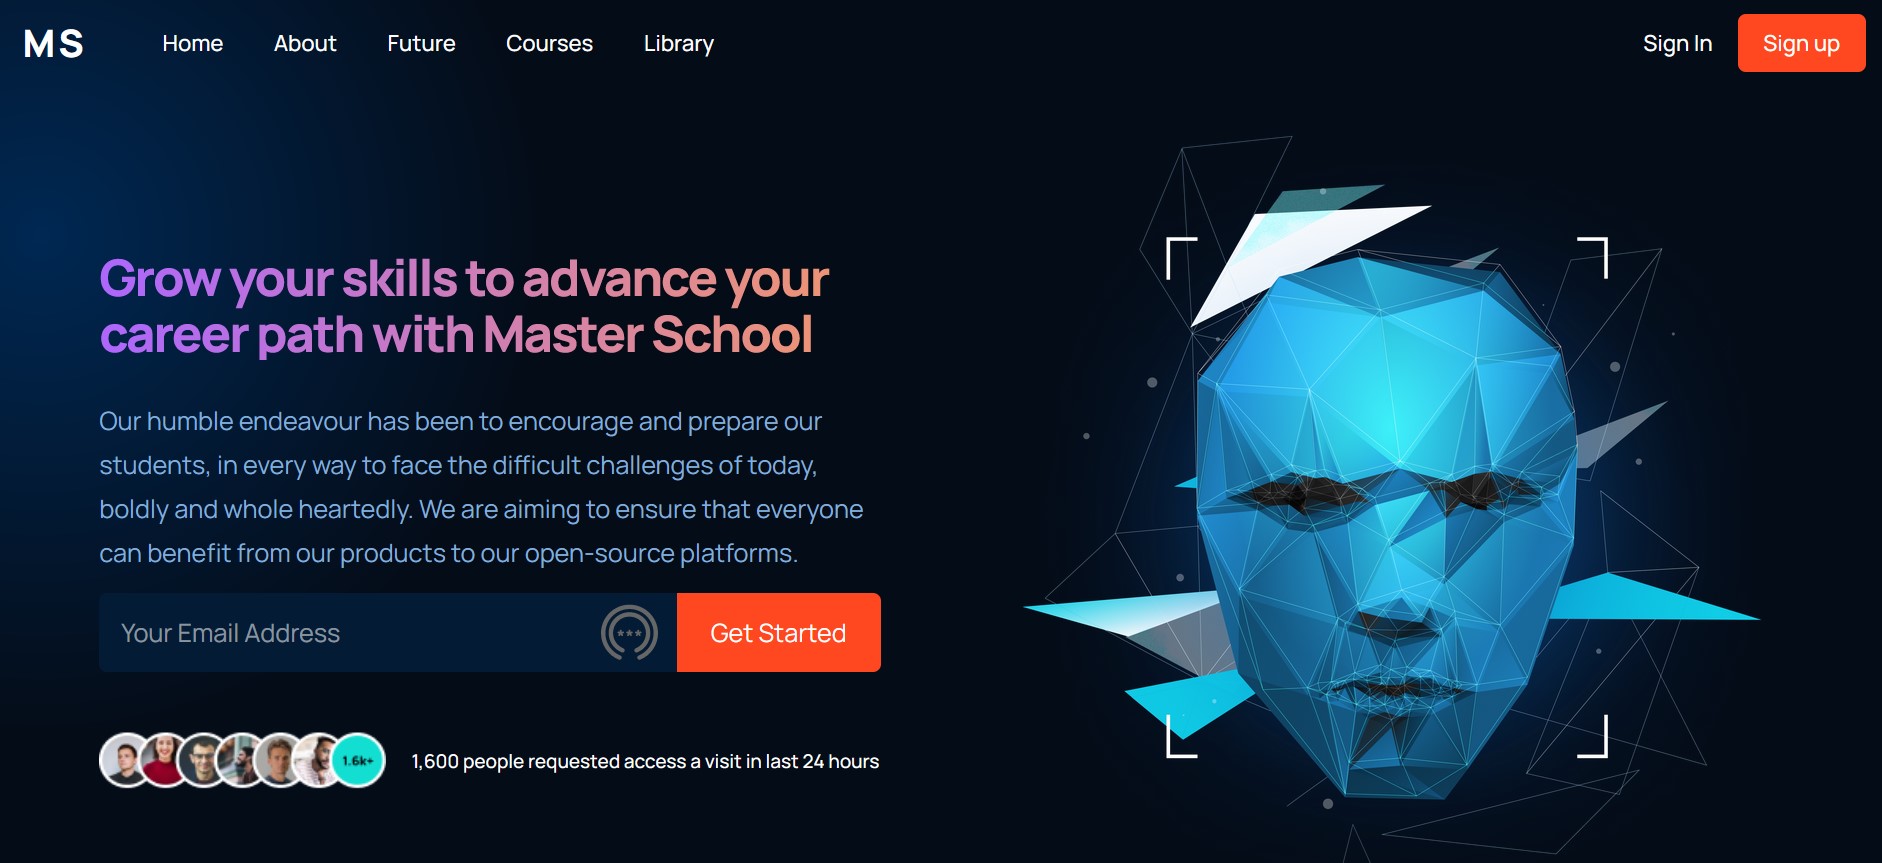 MS
Home
About
Future
Courses
Library
Sign In
Sign up
Grow your skills to advance your
career path with Master School
Our humble endeavour has been to encourage and prepare our
students, in every way to face the difficult challenges of today,
boldly and whole heartedly. We are aiming to ensure that everyone
can benefit from our products to our open-source platforms.
Your Email Address
Get Started
1.6k+
1,600 people requested access a visit in last 24 hours